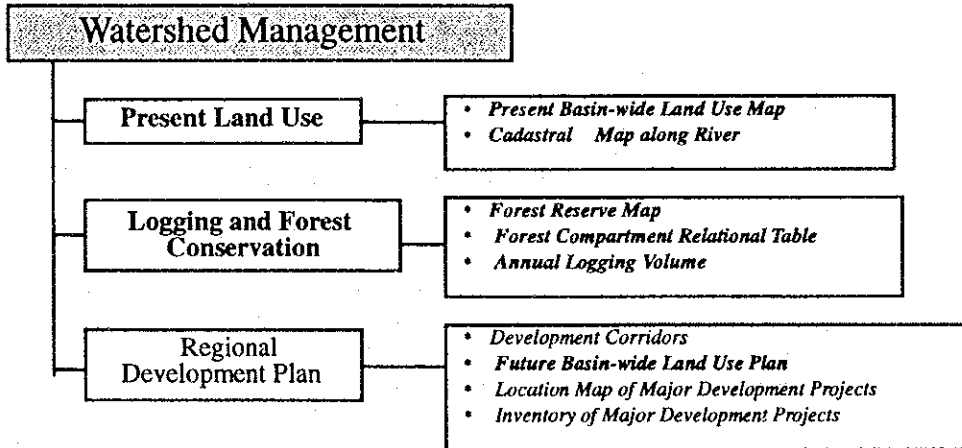 Watershed Management
Present Land Use
* Present Basin-wide Land Use Map
* Cadastral Map along River
Logging and Forest
Conservation
* Forest Reserve Map
* Forest Compartment Relational Table
* Annual Logging Volume
Regional
Development Plan
* Development Corridors
* Future Basin-wide Land Use Plan
* Location Map of Major Development Projects
* Inventory of Major Development Projects